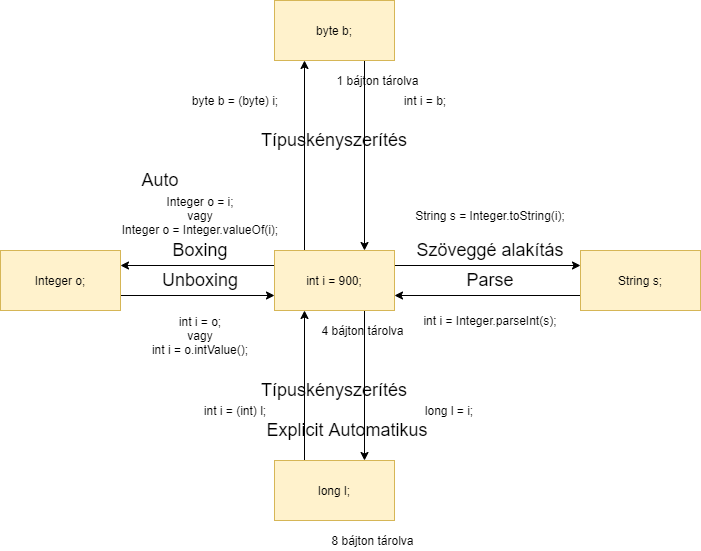 byte b;
1 bájton tárolva
byte b = (byte) i;
int i = b;
Típuskényszerítés
Auto
Integer o = i;
vagy
Integer o = Integer.valueOf(i);
String s = Integer.toString(i);
Boxing
Szöveggé alakítás
Integer o;
Unboxing
int i = 900;
Parse
String s;
int i = o;
vagy
int i = o.intValue();
4 bájton tárolva
int i = Integer.parseInt(s);
Típuskényszerítés
int i = (int) l;
long l = i;
Explicit Automatikus
long l;
8 bájton tárolva